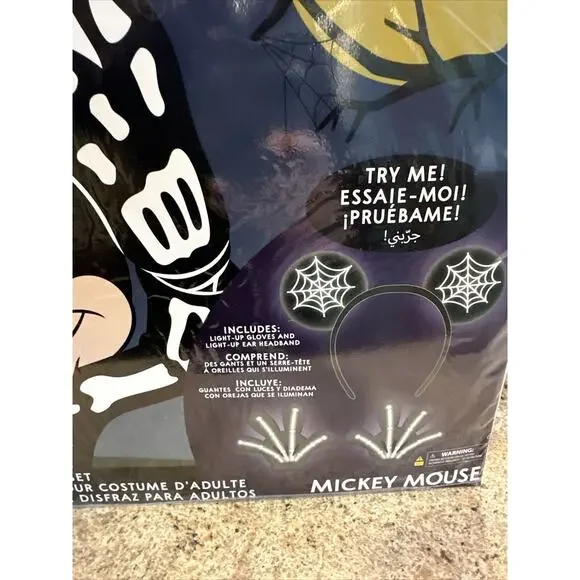 TRY ME!
ESSAIE-MOI!
¡PRUÉBAME!
جرّبني!
INCLUDES:
LIGHT-UP GLOVES AND
LIGHT-UP EAR HEADBAND
COMPREND:
DES GANTS ET UN SERRE-TÊTE
À OREILLES QUI S'ILLUMINENT
INCLUYE:
GUANTES CON LUCES Y DIADEMA
CON OREJAS QUE SE ILUMINAN
WARNING:
SET
UR COSTUME D'ADULTE
DISFRAZ PARA ADULTOS
MICKEY MOUSE